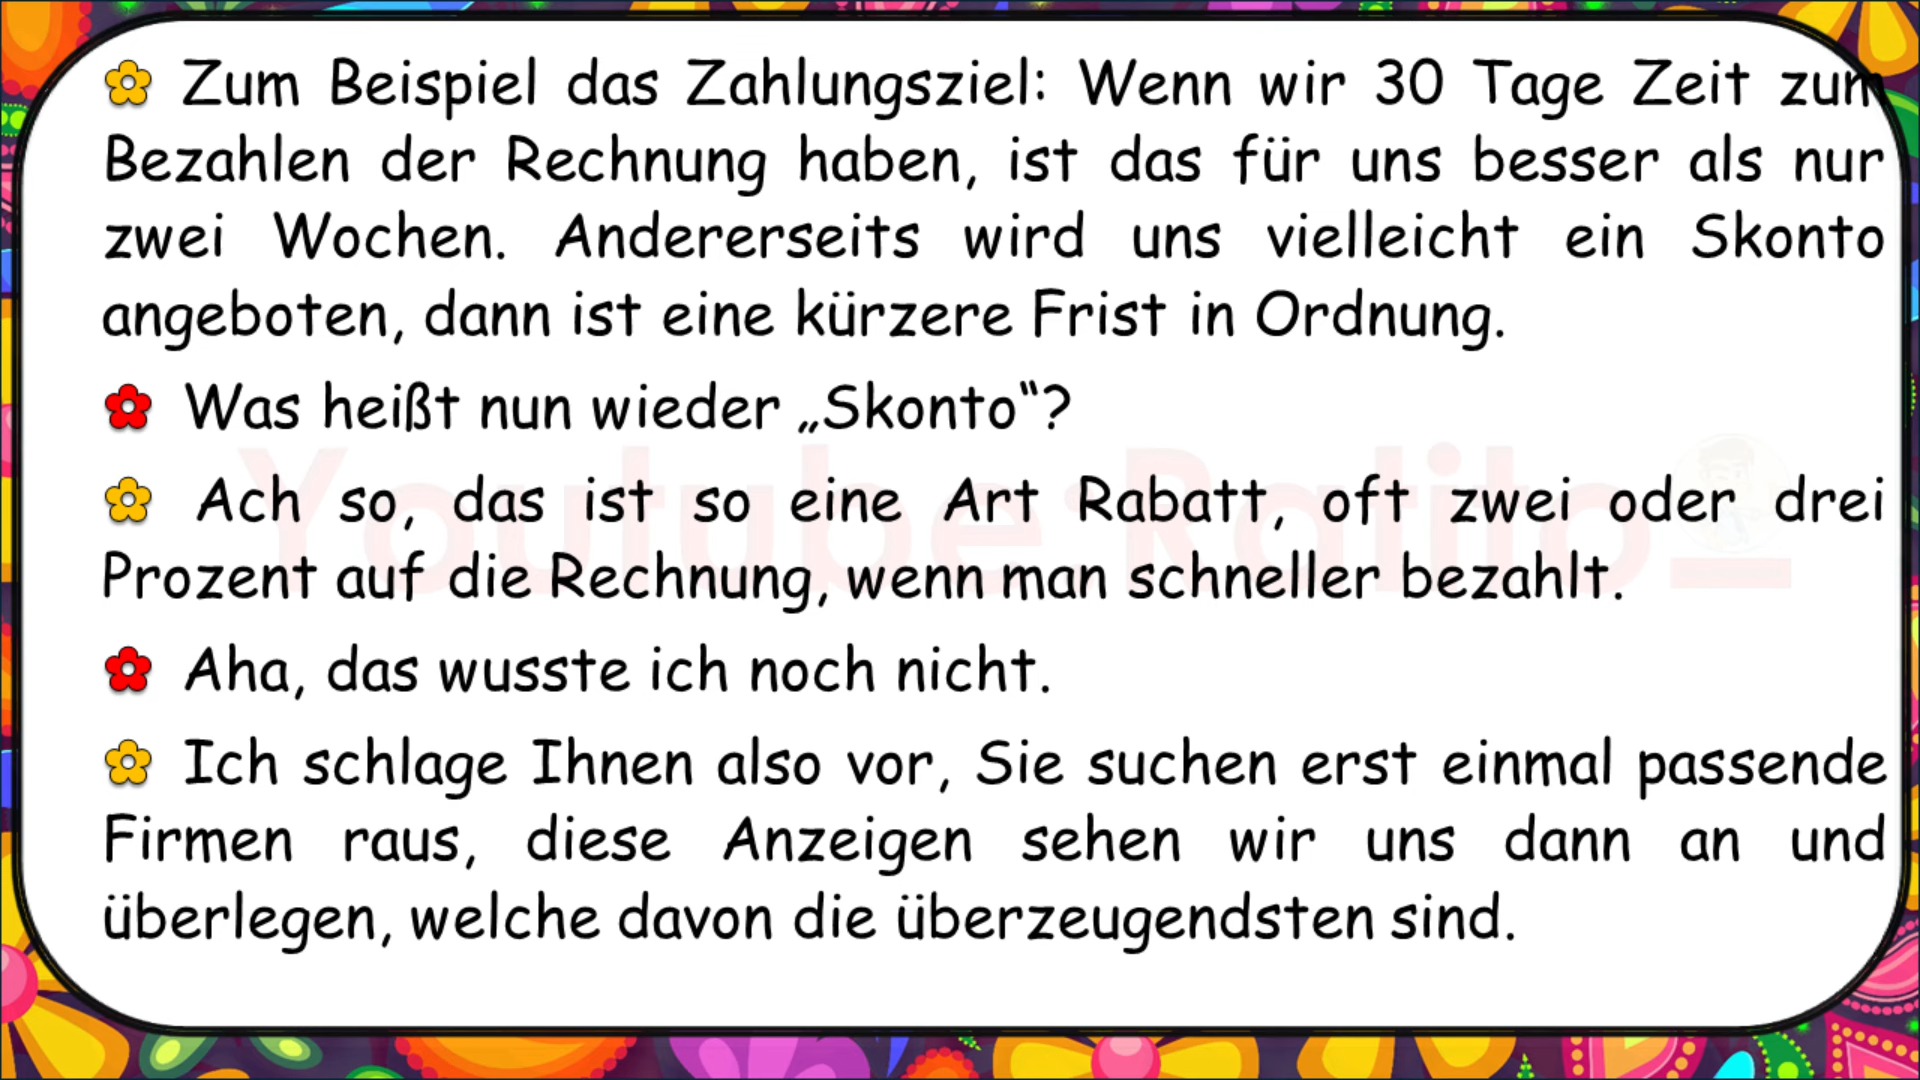 Zum Beispiel das Zahlungsziel: Wenn wir 30 Tage Zeit zum
Bezahlen der Rechnung haben, ist das für uns besser als nur
zwei Wochen. Andererseits wird uns vielleicht ein Skonto
angeboten, dann ist eine kürzere Frist in Ordnung.
Was heißt nun wieder „Skonto“?
Ach so, das ist so eine Art Rabatt, oft zwei oder drei
Prozent auf die Rechnung, wenn man schneller bezahlt.
Aha, das wusste ich noch nicht.
Ich schlage Ihnen also vor, Sie suchen erst einmal passende
Firmen raus, diese Anzeigen sehen wir uns dann an und
überlegen, welche davon die überzeugendsten sind.